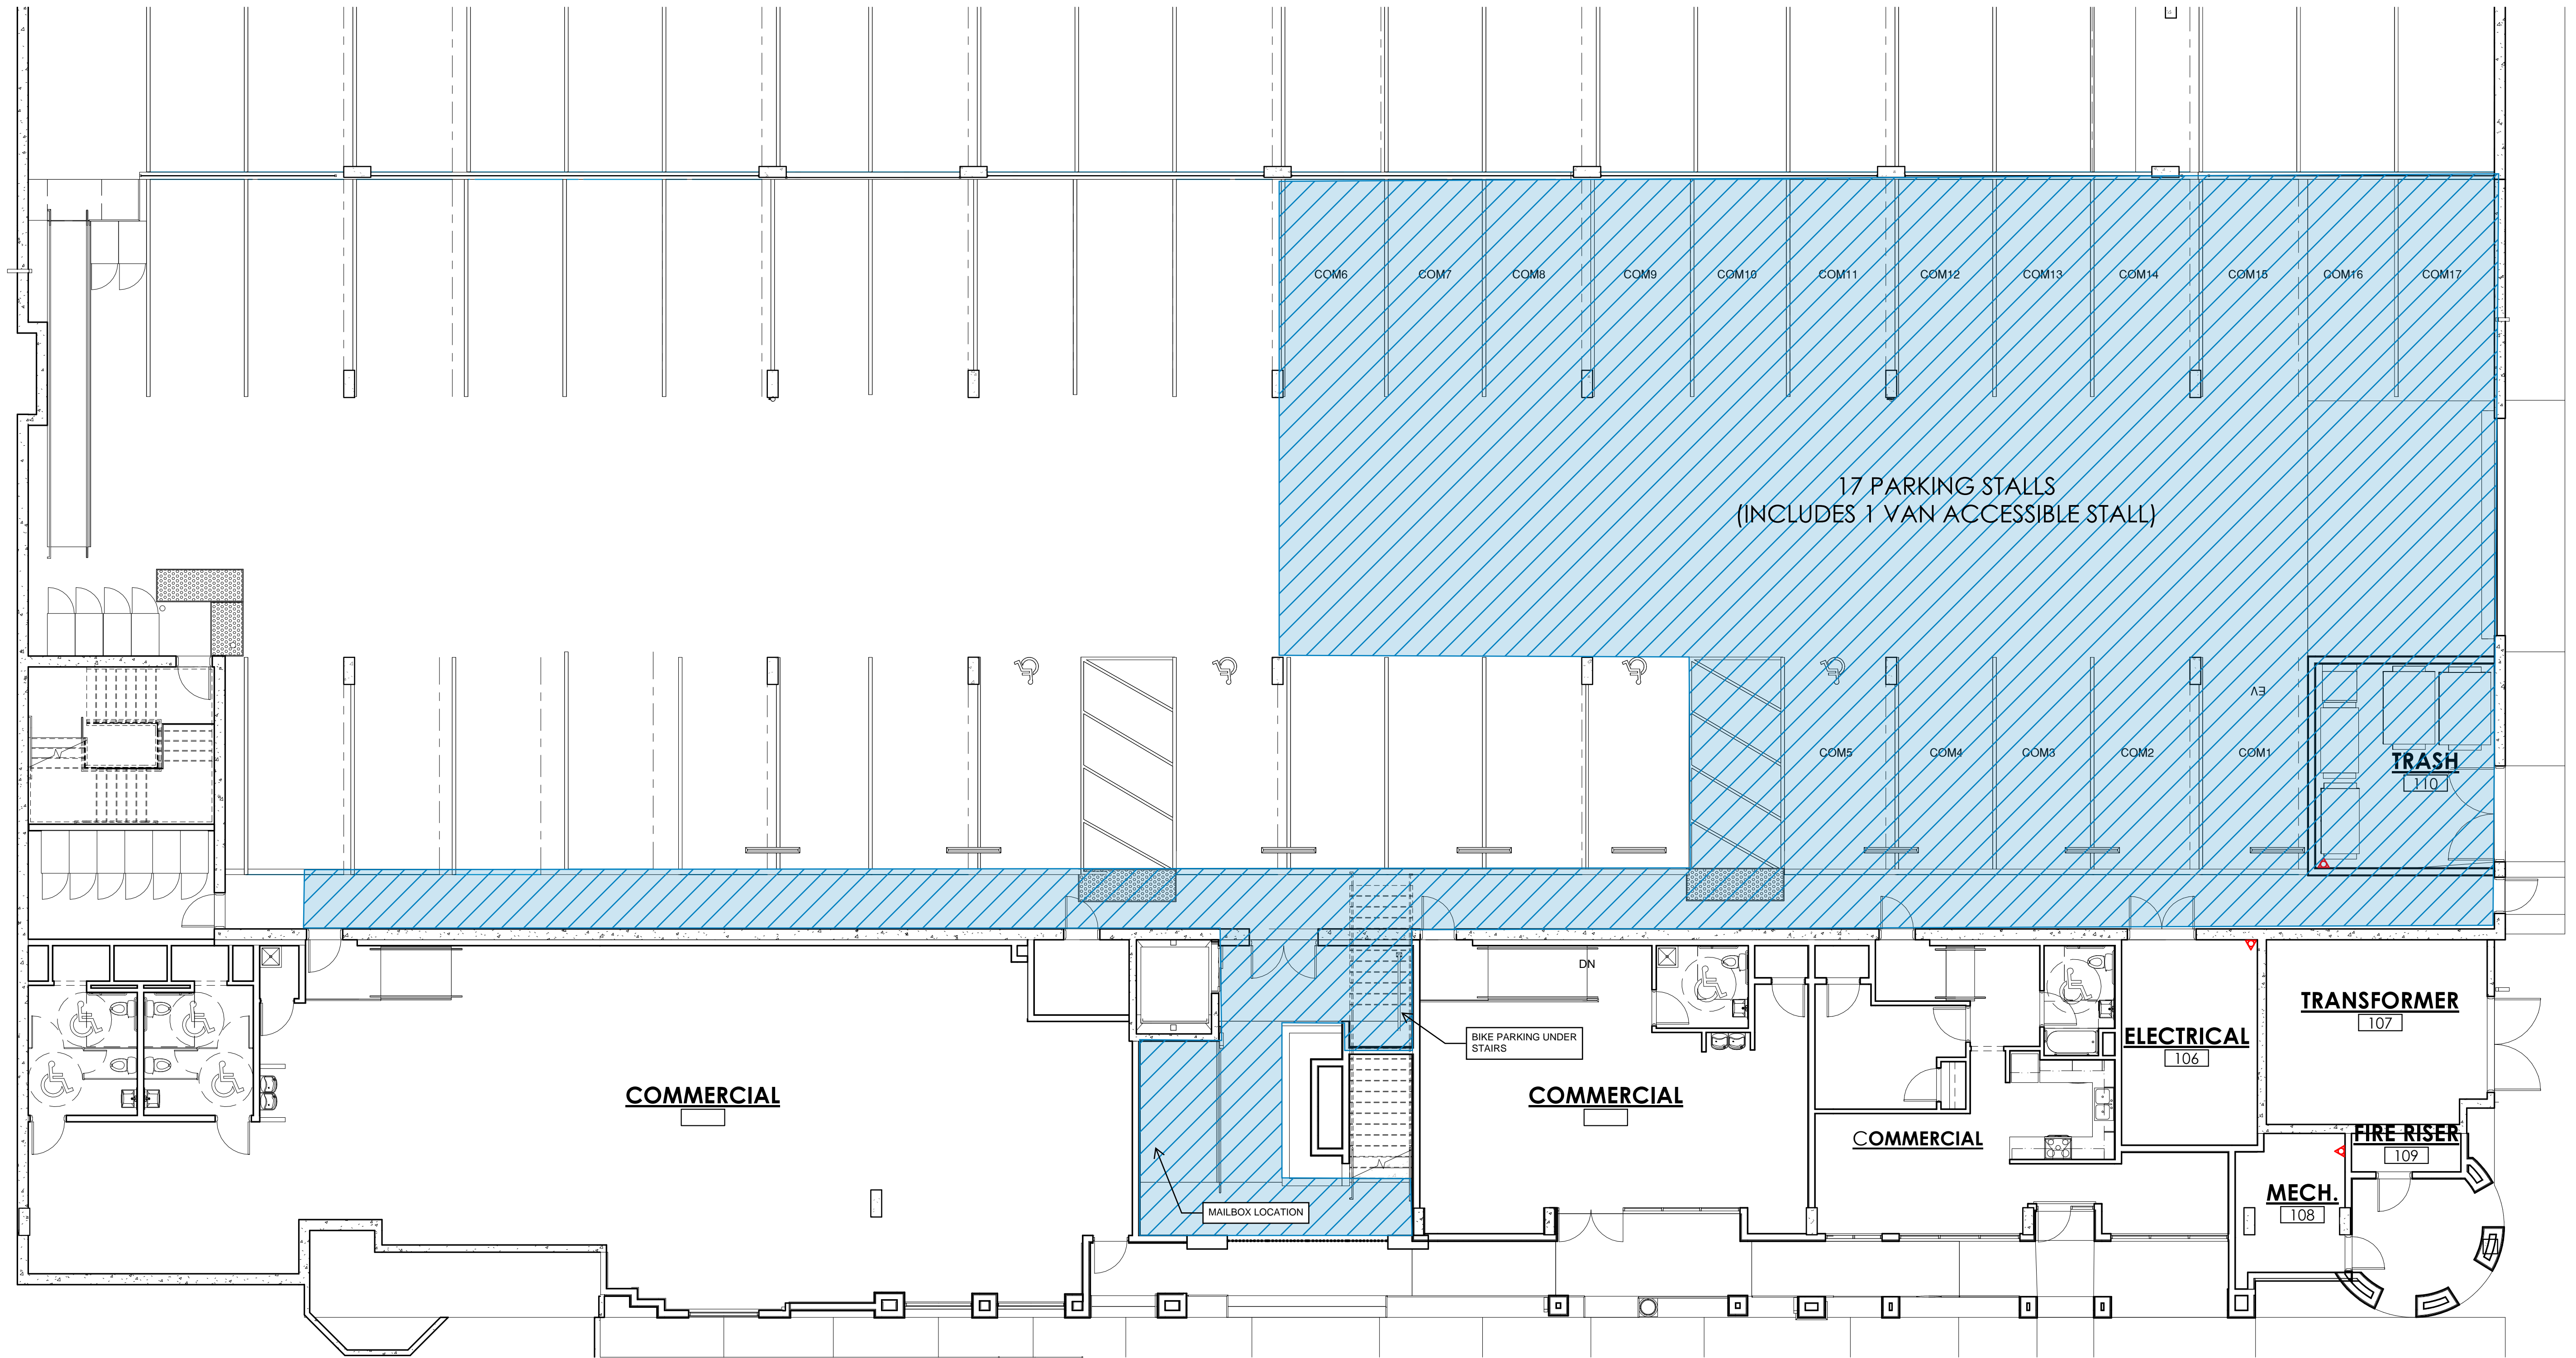 COM6
COM7
COM8
COM9
COM10
COM11
COM12
COM13
COM14
COM15
COM16
COM17
17 PARKING STALLS
(INCLUDES 1 VAN ACCESSIBLE STALL)
EV
COM5
COM4
COM3
COM2
COM1
TRASH
110
DN
BIKE PARKING UNDER
STAIRS
TRANSFORMER
107
ELECTRICAL
106
COMMERCIAL
COMMERCIAL
COMMERCIAL
FIRE RISER
109
MECH.
108
MAILBOX LOCATION